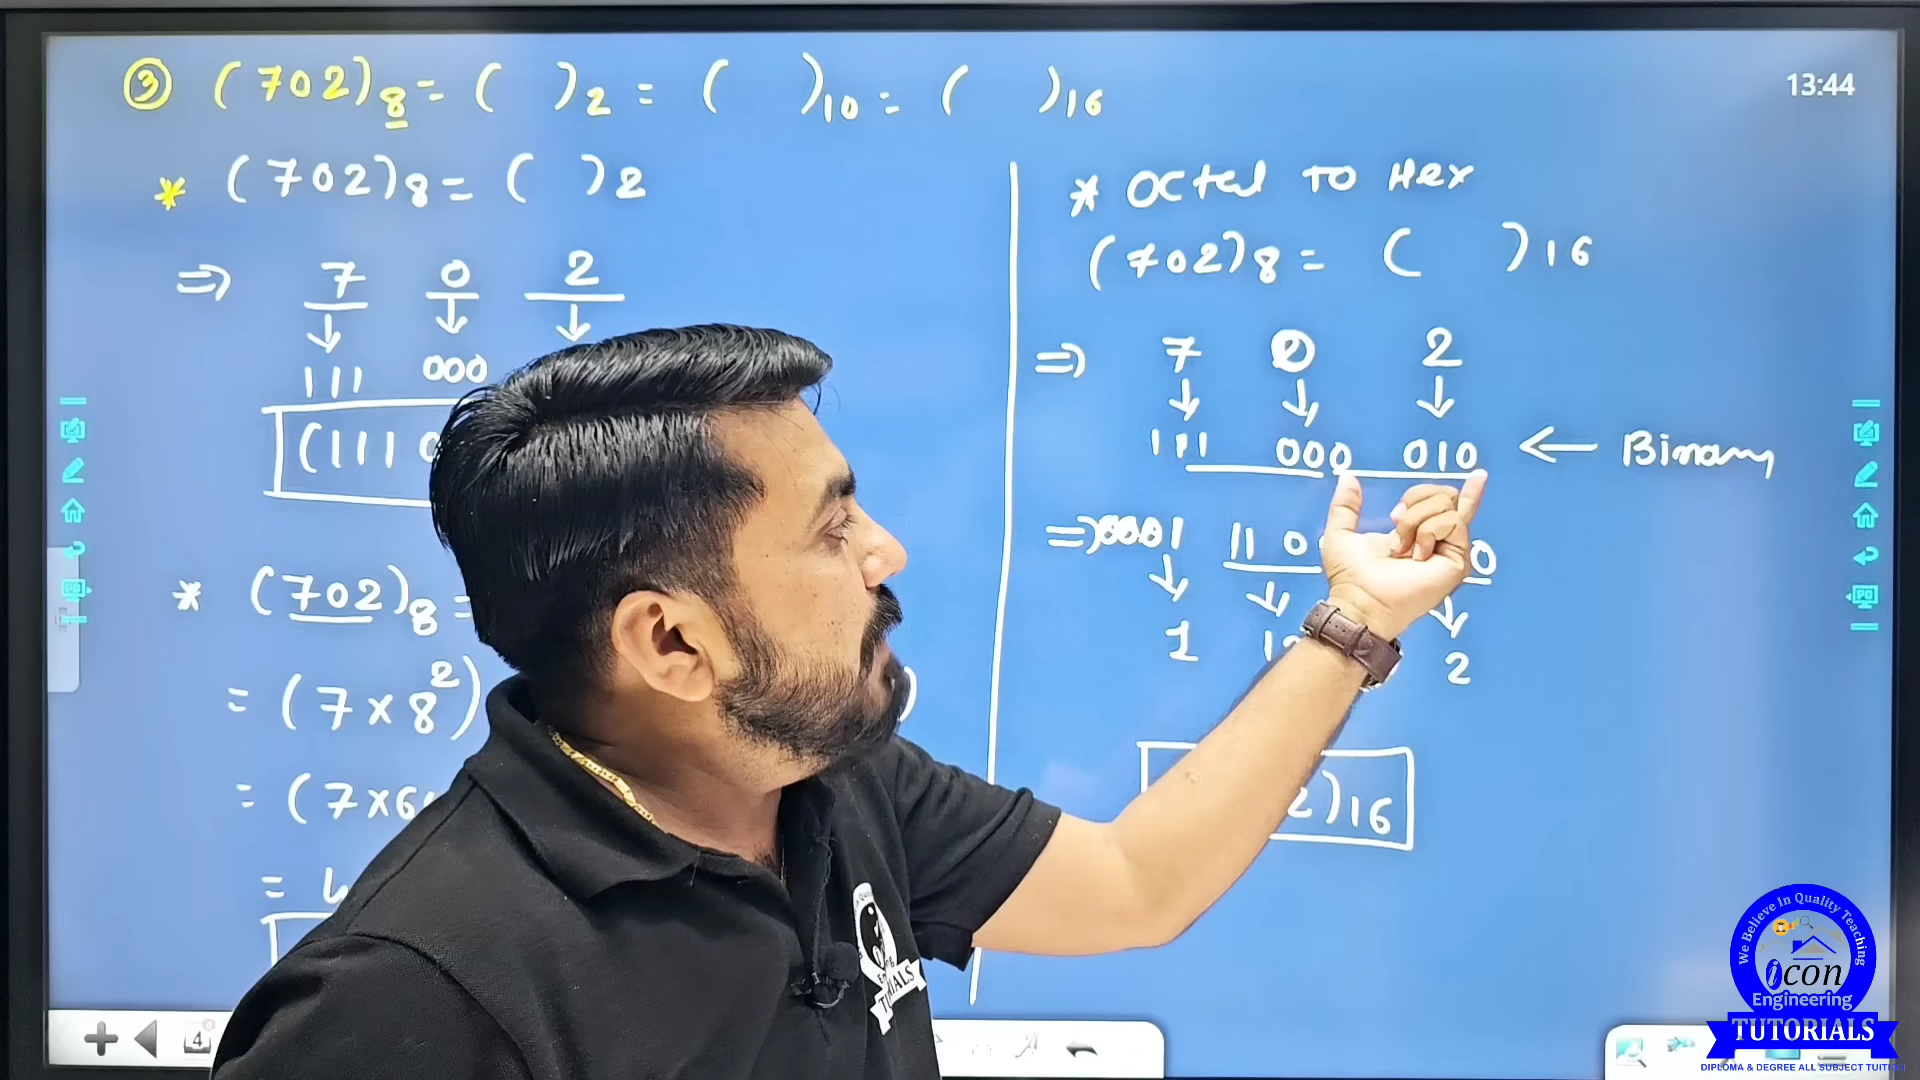 ③ (702)8 = ( )2 = ( )10 = ( )16
13:44
* (702)8 = ( )2
⇒ 7 0 2
↓ ↓ ↓
111 000
(111 0
* (702)8 =
= (7×8²)
)
= (7×6
=
* Octal To Hex
(702)8 = ( )16
⇒ 7 0 2
↓ ↓ ↓
111 000 010 ← Binary
⇒ 0001 11 0 0
↓ ↓ ↓
1 1 2
2)16
4
We Believe In Quality Teaching
icon
Engineering
TUTORIALS
DIPLOMA & DEGREE ALL SUBJECT TUITION